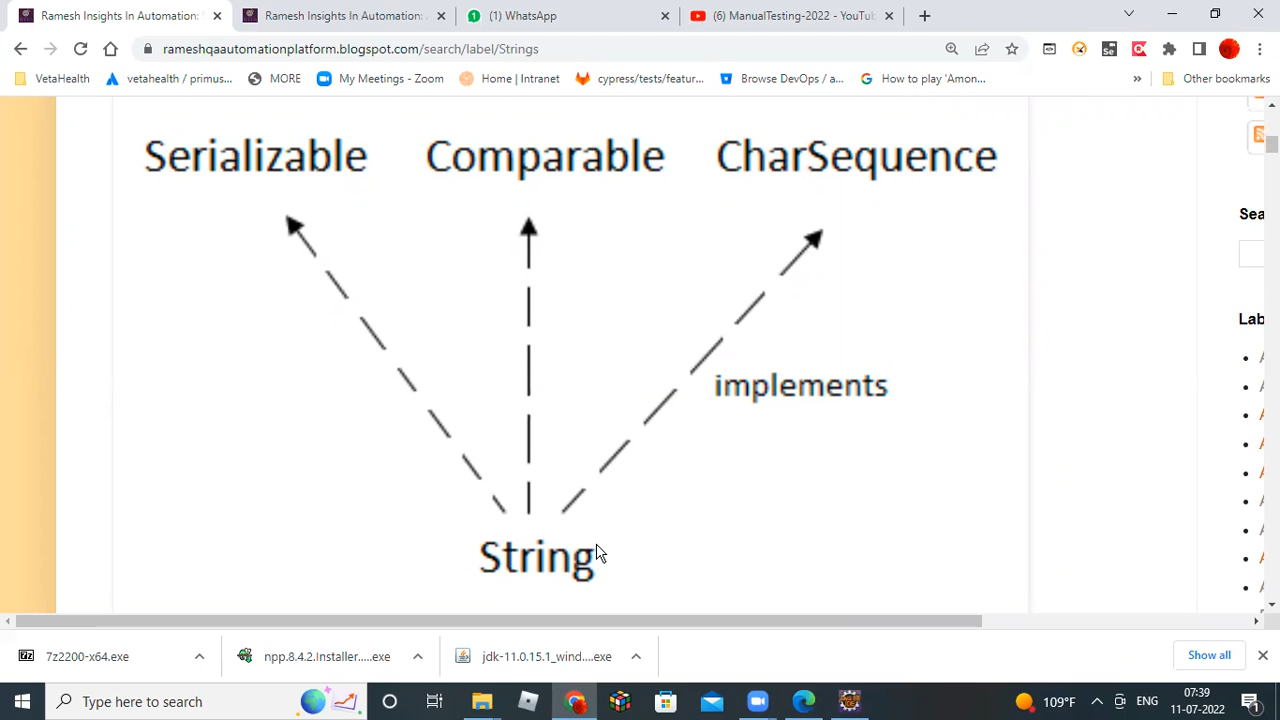 Ramesh Insights In Automation:
Ramesh Insights In Automation:
(1) WhatsApp
(6) ManualTesting-2022 - YouTub
rameshqaautomationplatform.blogspot.com/search/label/Strings
VetaHealth
vetahealth / primus...
MORE
My Meetings - Zoom
Home | Intranet
cypress/tests/featur...
Browse DevOps / a...
How to play 'Amon...
»
Other bookmarks
Serializable Comparable CharSequence
Sea
Lab
implements
String
7z2200-x64.exe
npp.8.4.2.Installer.....exe
jdk-11.0.15.1_wind....exe
Show all
Type here to search
109°F
ENG
07:39
11-07-2022